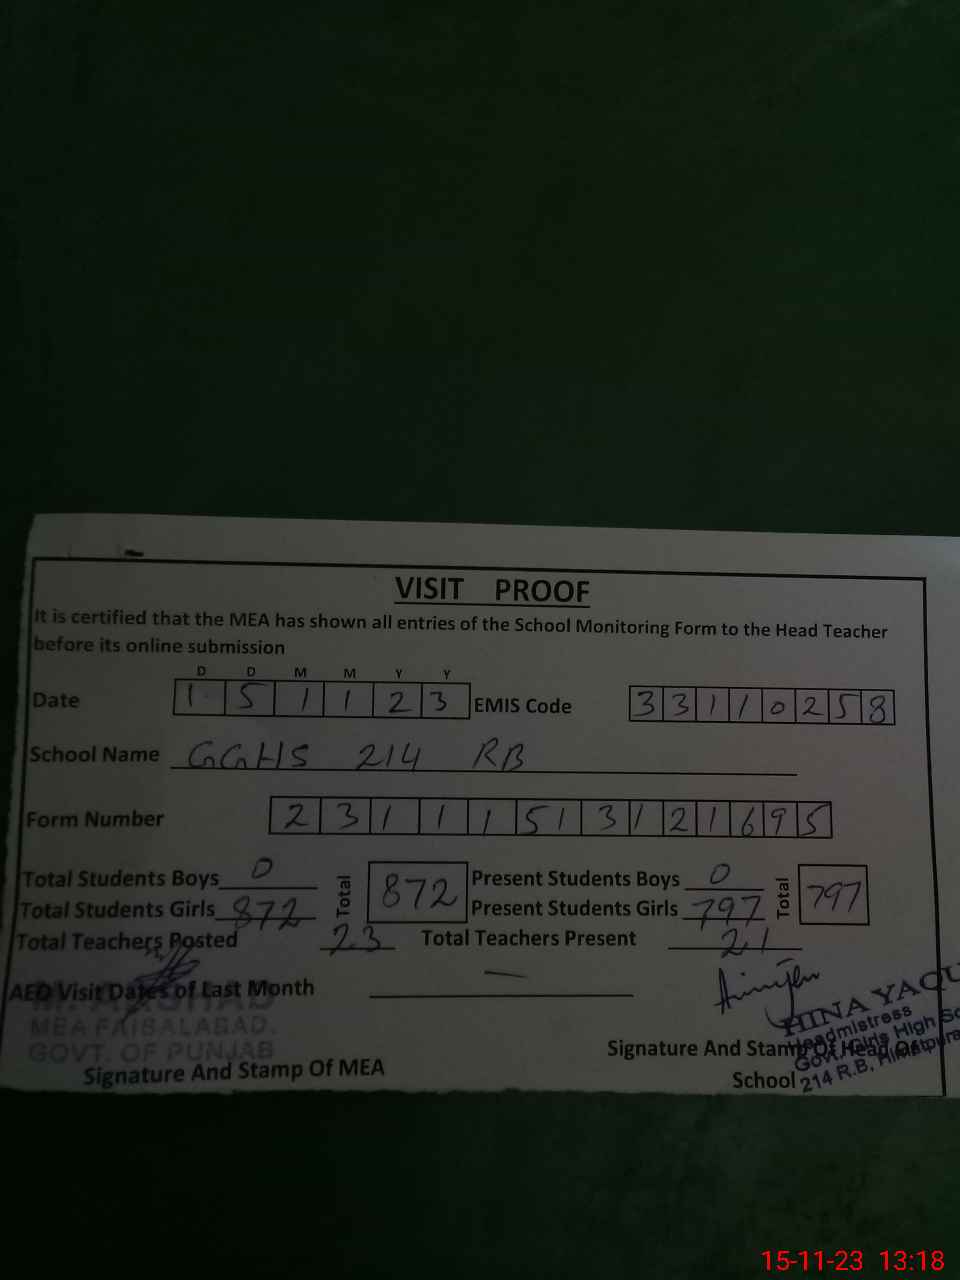 VISIT PROOF
It is certified that the MEA has shown all entries of the School Monitoring Form to the Head Teacher
before its online submission
D D M M Y Y
Date 1 5 1 1 2 3 EMIS Code 3 3 1 1 0 2 5 8
School Name GGHS 214 RB
Form Number 2 3 1 1 1 5 1 3 1 2 1 6 9 5
Total Students Boys 0 Total 872 Present Students Boys 0 Total 797
Total Students Girls 872 Present Students Girls 797
Total Teachers Posted 23 Total Teachers Present 21
AEO Visit Dates of Last Month —
MEA FAISALABAD.
GOVT. OF PUNJAB
Signature And Stamp Of MEA
HINA
Headmistress
Govt. Girls High
214 R.B.
Signature And Stamp Of Head Of
School
15-11-23 13:18